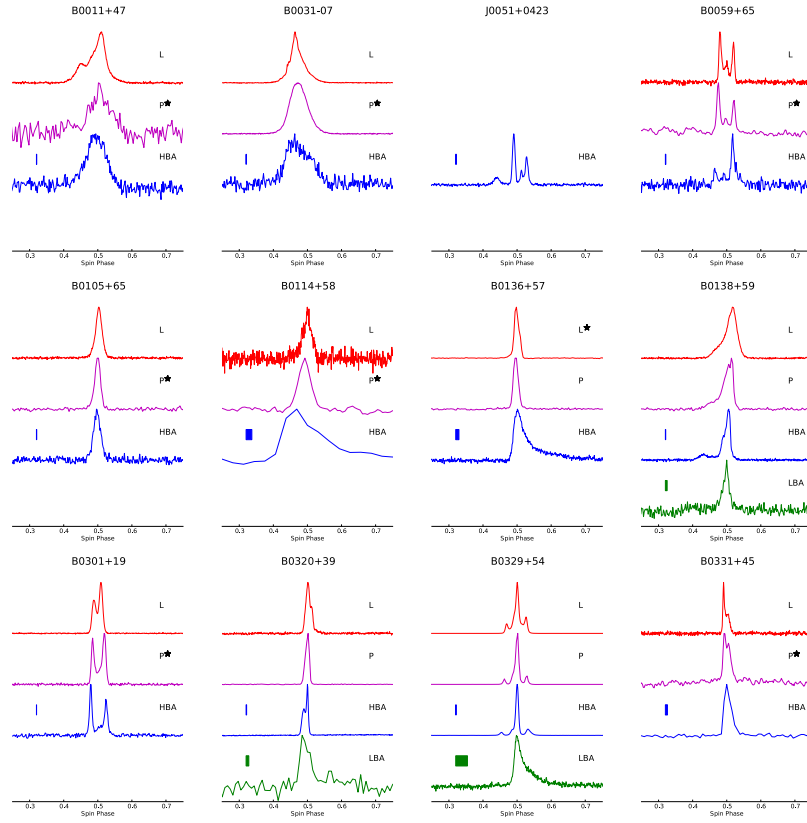 B0011+47 B0031-07 J0051+0423 B0059+65
L L L
P★ P★ P★
HBA HBA HBA HBA
0.3 0.4 0.5 0.6 0.7 0.3 0.4 0.5 0.6 0.7 0.3 0.4 0.5 0.6 0.7 0.3 0.4 0.5 0.6 0.7
Spin Phase Spin Phase Spin Phase Spin Phase
B0105+65 B0114+58 B0136+57 B0138+59
L L L★ L
P★ P★ P P
HBA HBA HBA HBA
LBA
0.3 0.4 0.5 0.6 0.7 0.3 0.4 0.5 0.6 0.7 0.3 0.4 0.5 0.6 0.7 0.3 0.4 0.5 0.6 0.7
Spin Phase Spin Phase Spin Phase Spin Phase
B0301+19 B0320+39 B0329+54 B0331+45
L L L L
P★ P P P★
HBA HBA HBA HBA
LBA LBA
0.3 0.4 0.5 0.6 0.7 0.3 0.4 0.5 0.6 0.7 0.3 0.4 0.5 0.6 0.7 0.3 0.4 0.5 0.6 0.7
Spin Phase Spin Phase Spin Phase Spin Phase